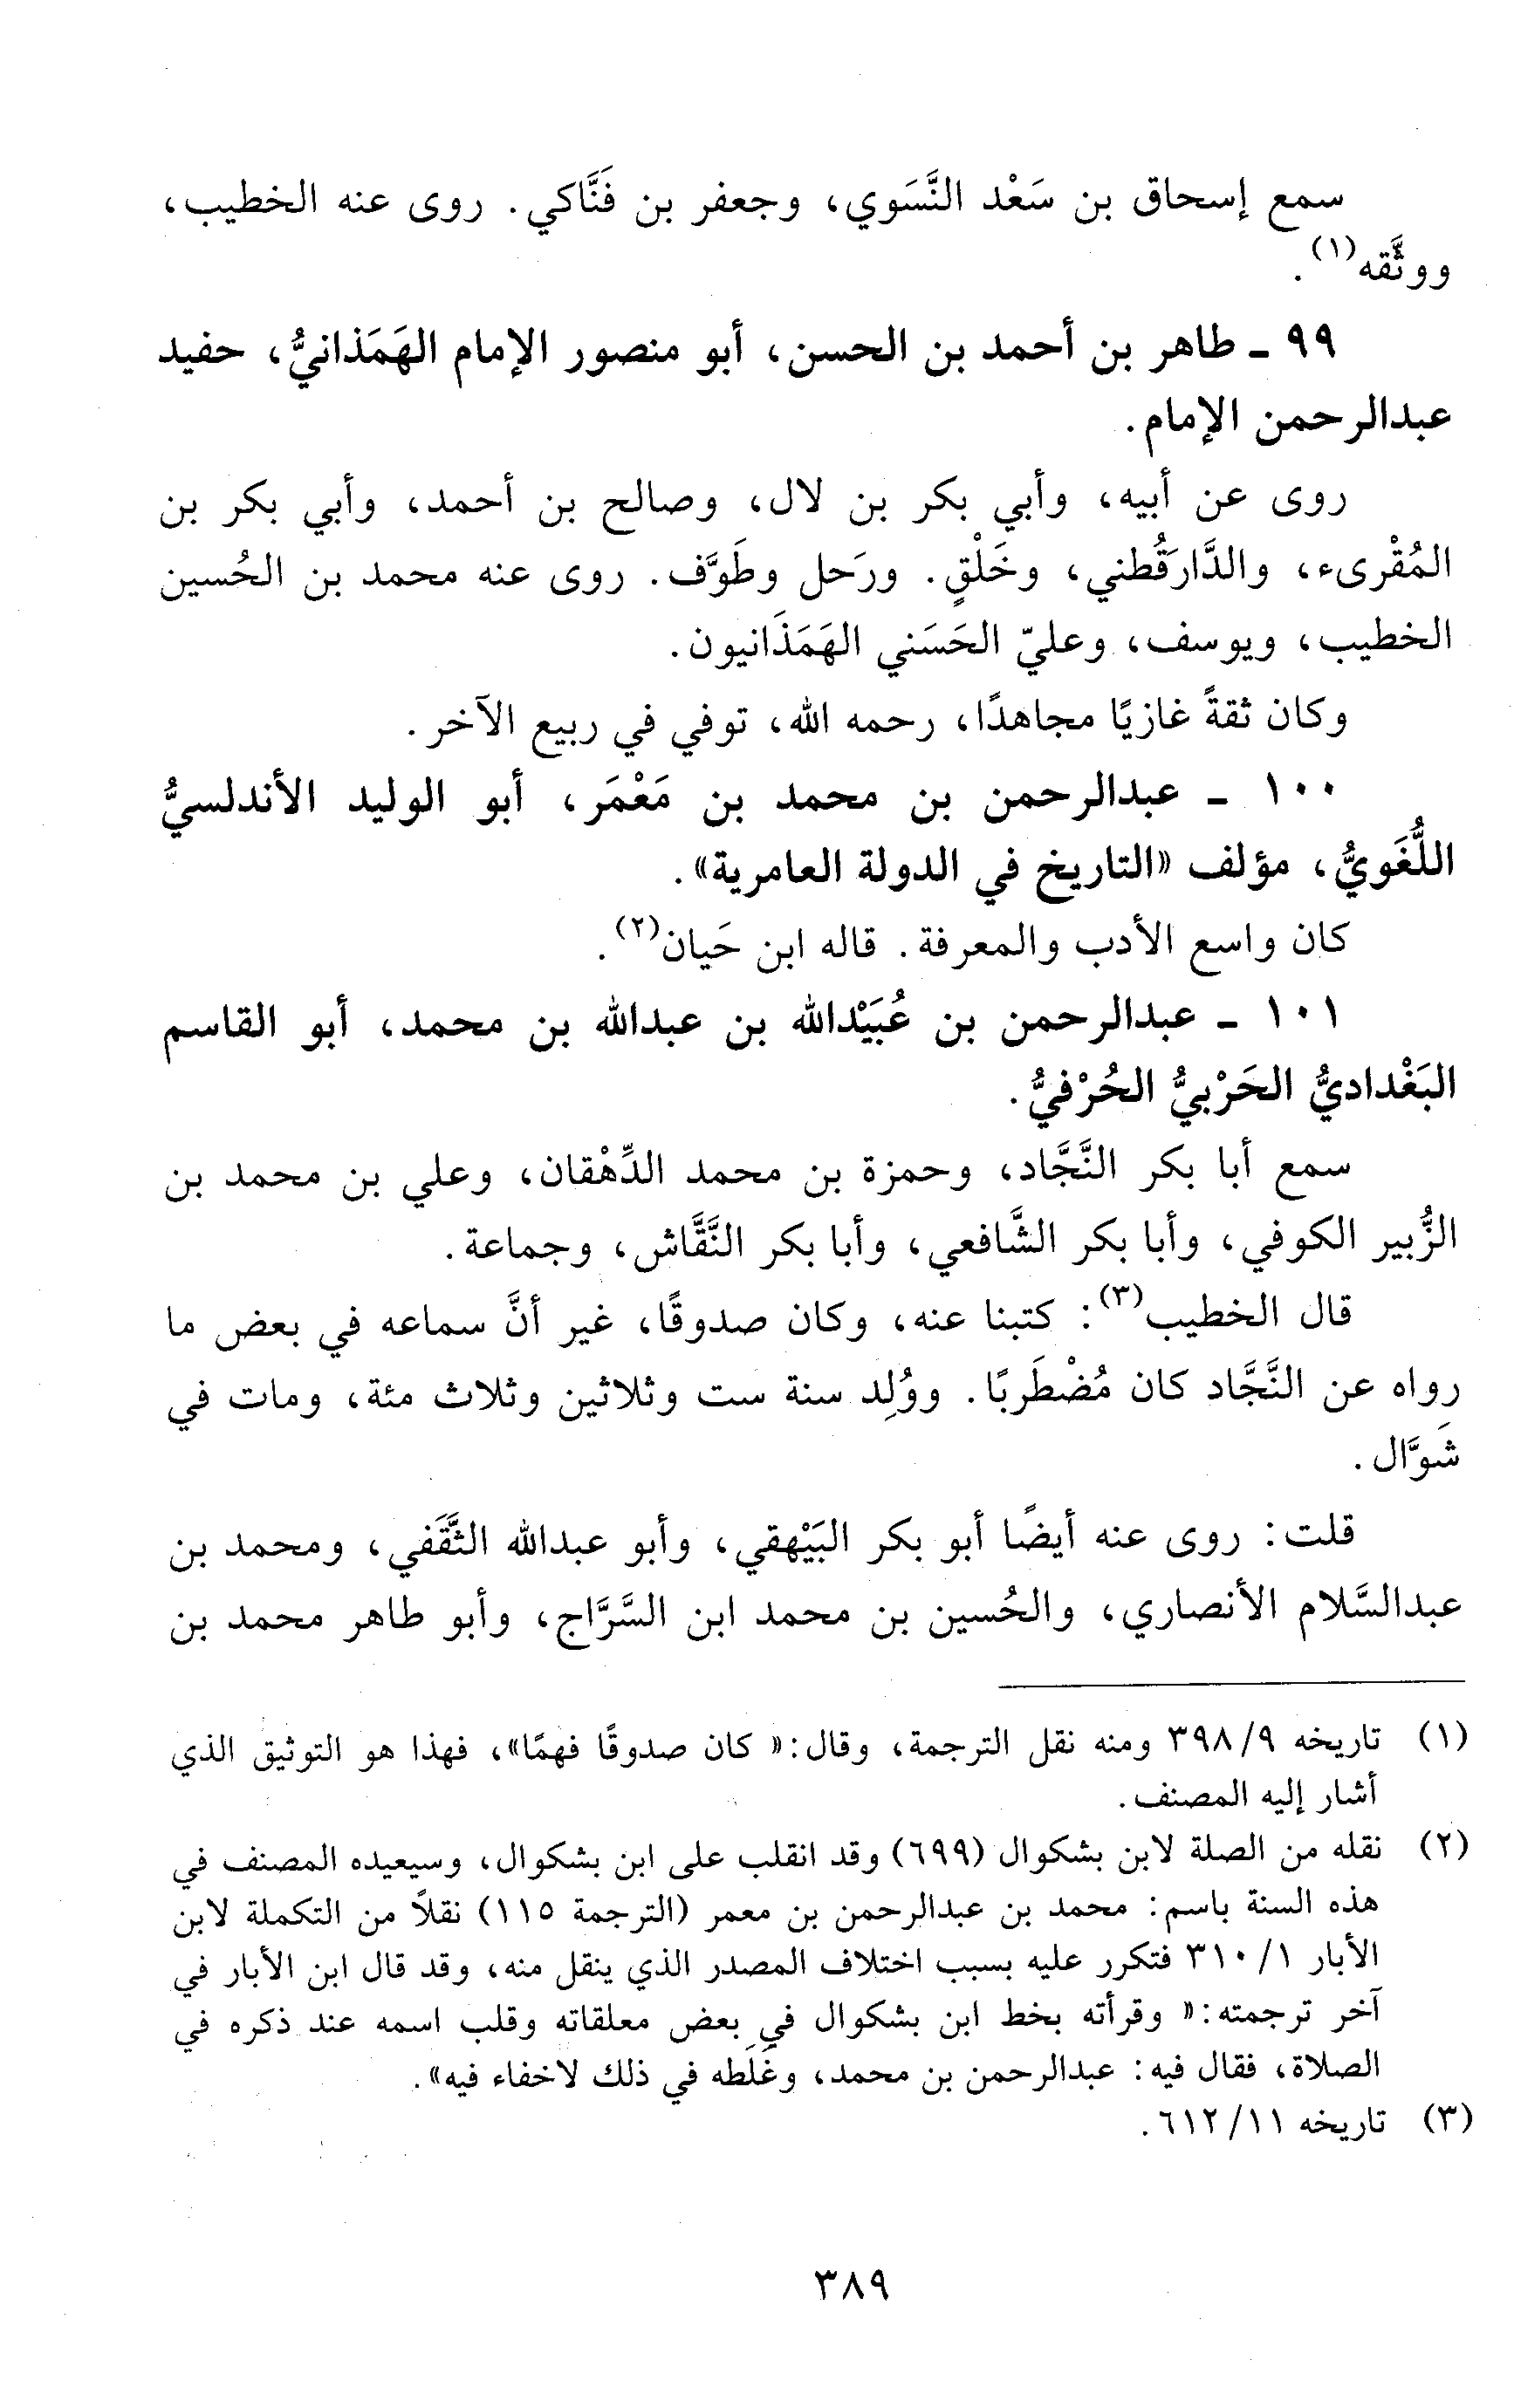 سمع إسحاق بن سَعْد النَّسَوي، وجعفر بن فَنَّاكي. روى عنه الخطيب،
ووثَّقه(١).
٩٩ ـ طاهر بن أحمد بن الحسن، أبو منصور الإمام الهَمَذانيُّ، حفيد
عبدالرحمن الإمام.
روى عن أبيه، وأبي بكر بن لال، وصالح بن أحمد، وأبي بكر بن
المُقْرىء، والدَّارَقُطني، وخَلْقٍ. ورَحل وطَوَّف. روى عنه محمد بن الحُسين
الخطيب، ويوسف، وعليّ الحَسَني الهَمَذَانيون.
وكان ثقةً غازيًا مجاهدًا، رحمه الله، توفي في ربيع الآخر.
١٠٠ ـ عبدالرحمن بن محمد بن مَعْمَر، أبو الوليد الأندلسيُّ
اللُّغَويُّ، مؤلف «التاريخ في الدولة العامرية».
كان واسع الأدب والمعرفة. قاله ابن حَيان(٢).
١٠١ ـ عبدالرحمن بن عُبَيْدالله بن عبدالله بن محمد، أبو القاسم
البَغْداديُّ الحَرْبيُّ الحُرْفيُّ.
سمع أبا بكر النَّجَّاد، وحمزة بن محمد الدِّهْقان، وعلي بن محمد بن
الزُّبير الكوفي، وأبا بكر الشَّافعي، وأبا بكر النَّقَّاش، وجماعة.
قال الخطيب(٣): كتبنا عنه، وكان صدوقًا، غير أنَّ سماعه في بعض ما
رواه عن النَّجَّاد كان مُضْطَربًا. ووُلِد سنة ست وثلاثين وثلاث مئة، ومات في
شَوَّال.
قلت: روى عنه أيضًا أبو بكر البَيْهقي، وأبو عبدالله الثَّقَفي، ومحمد بن
عبدالسَّلام الأنصاري، والحُسين بن محمد ابن السَّرَّاج، وأبو طاهر محمد بن
(١) تاريخه ٣٩٨/٩ ومنه نقل الترجمة، وقال: « كان صدوقًا فهمًا»، فهذا هو التوثيق الذي
أشار إليه المصنف.
(٢) نقله من الصلة لابن بشكوال (٦٩٩) وقد انقلب على ابن بشكوال، وسيعيده المصنف في
هذه السنة باسم: محمد بن عبدالرحمن بن معمر (الترجمة ١١٥) نقلاً من التكملة لابن
الأبار ٣١٠/١ فتكرر عليه بسبب اختلاف المصدر الذي ينقل منه، وقد قال ابن الأبار في
آخر ترجمته: « وقرأته بخط ابن بشكوال في بعض معلقاته وقلب اسمه عند ذكره في
الصلاة، فقال فيه: عبدالرحمن بن محمد، وغَلَطه في ذلك لاخفاء فيه».
(٣) تاريخه ٦١٢/١١.
٣٨٩